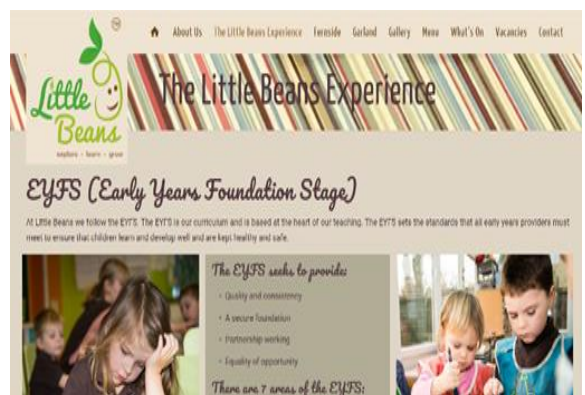 TM
About Us The Little Beans Experience Fernside Garland Gallery Menu What's On Vacancies Contact
The Little Beans Experience
Little
Beans
explore - learn - grow
EYFS (Early Years Foundation Stage)
At Little Beans we follow the EYFS. The EYFS is our curriculum and is based at the heart of our teaching. The EYFS sets the standards that all early years providers must
meet to ensure that children learn and develop well and are kept healthy and safe.
The EYFS seeks to provide:
• Quality and consistency
• A secure foundation
• Partnership working
• Equality of opportunity
There are 7 areas of the EYFS: